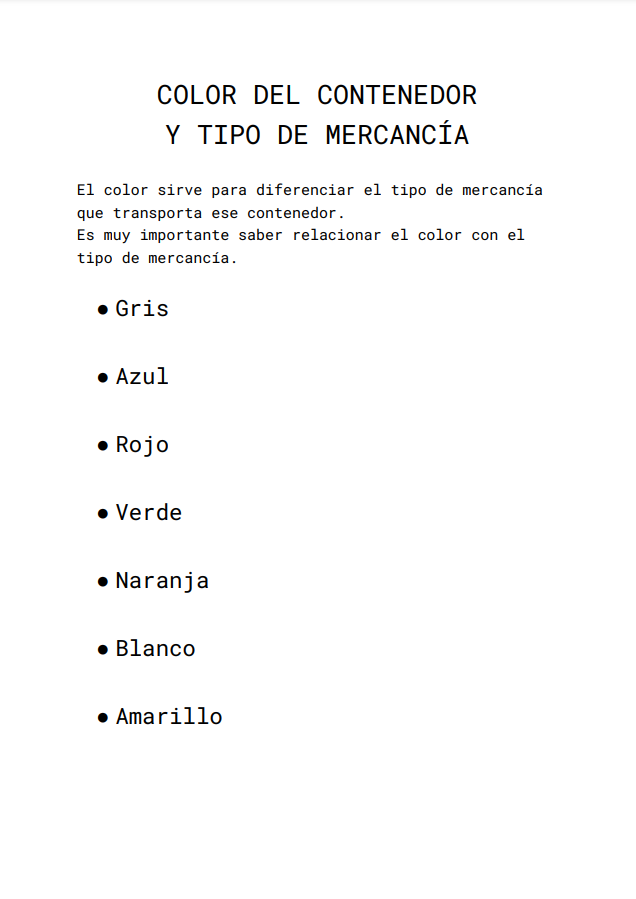 COLOR DEL CONTENEDOR
Y TIPO DE MERCANCÍA
El color sirve para diferenciar el tipo de mercancía
que transporta ese contenedor.
Es muy importante saber relacionar el color con el
tipo de mercancía.
● Gris
● Azul
● Rojo
● Verde
● Naranja
● Blanco
● Amarillo